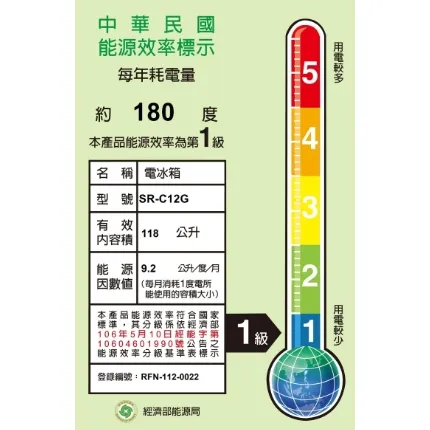 中華民國
能源效率標示
每年耗電量
約 180 度
本產品能源效率為第1級
名稱 電冰箱
型號 SR-C12G
有效內容積 118 公升
能源因數值 9.2 公升/度/月
(每月消耗1度電所
能使用的容積大小)
本產品能源效率符合國家
標準，其分級係依經濟部
106年5月10日經能字第
10604601990號公告之
能源效率分級基準表標示
登錄編號：RFN-112-0022
經濟部能源局
用電較多
5
4
3
2
1
用電較少
1級